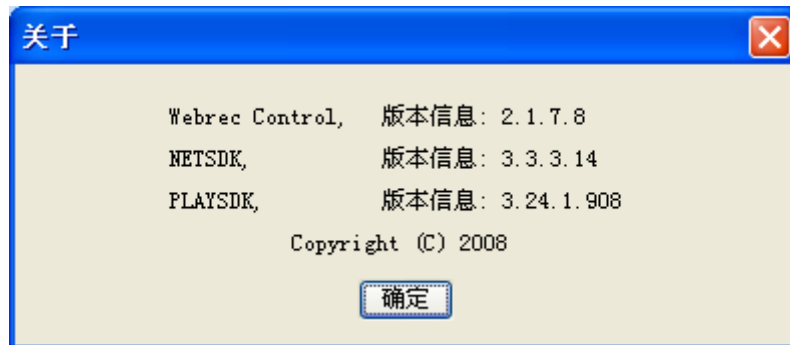 关于
Webrec Control, 版本信息: 2.1.7.8
NETSDK, 版本信息: 3.3.3.14
PLAYSDK, 版本信息: 3.24.1.908
Copyright (C) 2008
确定